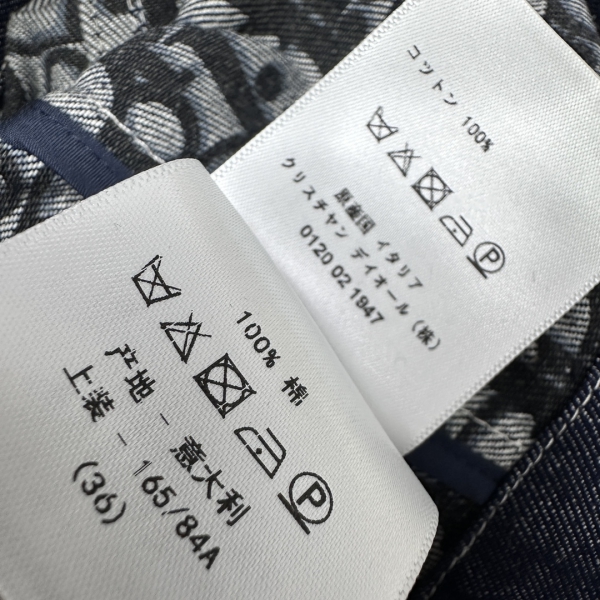 コットン 100%
P
原産国 イタリア
クリスチャン デイオール (株)
0120 02 1947
100% 棉
P
产地 - 意大利
上装 - 165/84A
(36)